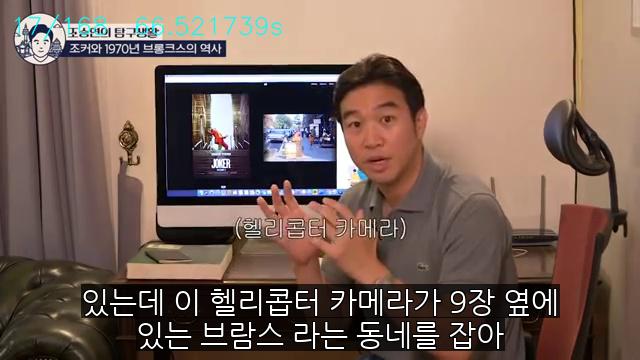 17/168 66.521729s
조승연의 탐구생활
조커와 1970년 브롱크스의 역사
JOKER
(헬리콥터 카메라)
있는데 이 헬리콥터 카메라가 9장 옆에
있는 브람스 라는 동네를 잡아